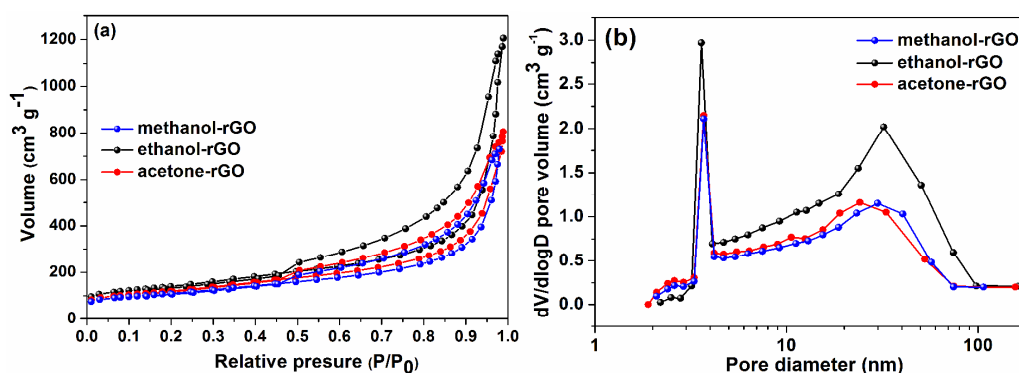 (a)
Volume (cm³ g⁻¹)
1200
1000
800
600
400
200
0
methanol-rGO
ethanol-rGO
acetone-rGO
0.0 0.1 0.2 0.3 0.4 0.5 0.6 0.7 0.8 0.9 1.0
Relative presure (P/P₀)
(b)
dV/dlogD pore volume (cm³ g⁻¹)
3.0
2.5
2.0
1.5
1.0
0.5
0.0
methanol-rGO
ethanol-rGO
acetone-rGO
1 10 100
Pore diameter (nm)